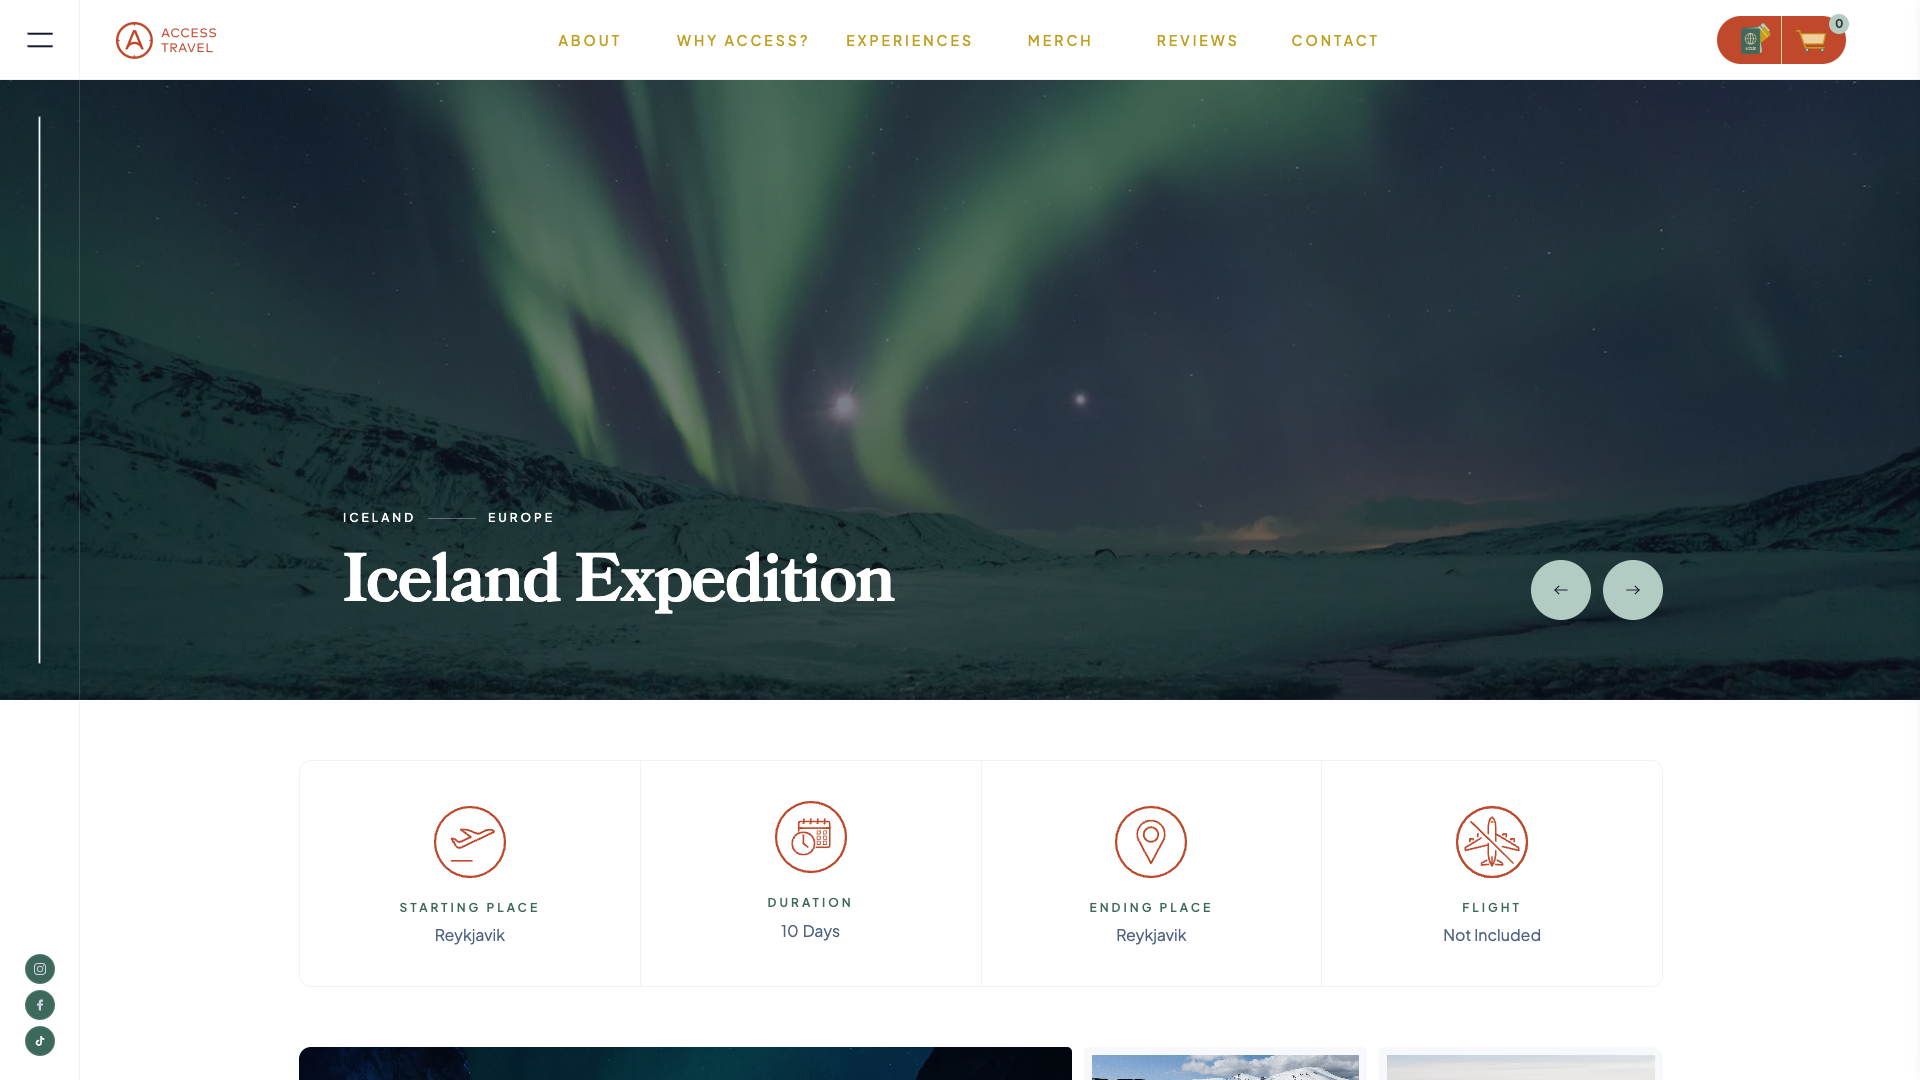 ACCESS
TRAVEL
ABOUT
WHY ACCESS?
EXPERIENCES
MERCH
REVIEWS
CONTACT
0
ICELAND
EUROPE
Iceland Expedition
STARTING PLACE
Reykjavik
DURATION
10 Days
ENDING PLACE
Reykjavik
FLIGHT
Not Included